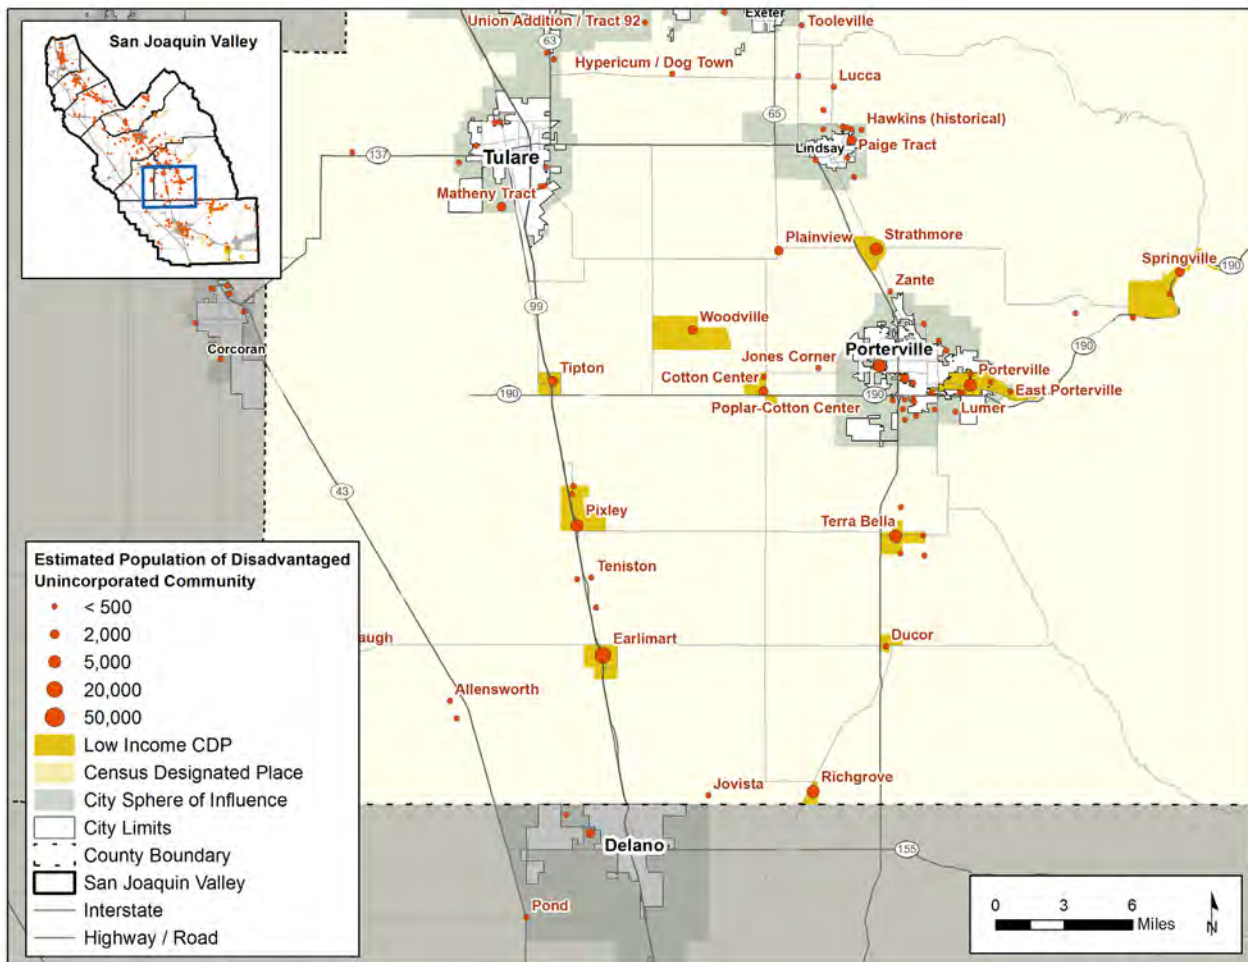 San Joaquin Valley
Union Addition / Tract 92
Exeter
Tooleville
63
Hypericum / Dog Town
Lucca
65
Hawkins (historical)
137
Tulare
Lindsay
Paige Tract
Matheny Tract
Plainview
Strathmore
Springville
190
Zante
99
Woodville
Corcoran
Porterville
190
Jones Corner
Tipton
Cotton Center
Porterville
190
190
East Porterville
Poplar-Cotton Center
Lumer
43
Pixley
Terra Bella
Teniston
augh
Earlimart
Ducor
Allensworth
Jovista
Richgrove
Delano
155
Pond
Estimated Population of Disadvantaged
Unincorporated Community
< 500
2,000
5,000
20,000
50,000
Low Income CDP
Census Designated Place
City Sphere of Influence
City Limits
County Boundary
San Joaquin Valley
Interstate
Highway / Road
0 3 6
Miles
N